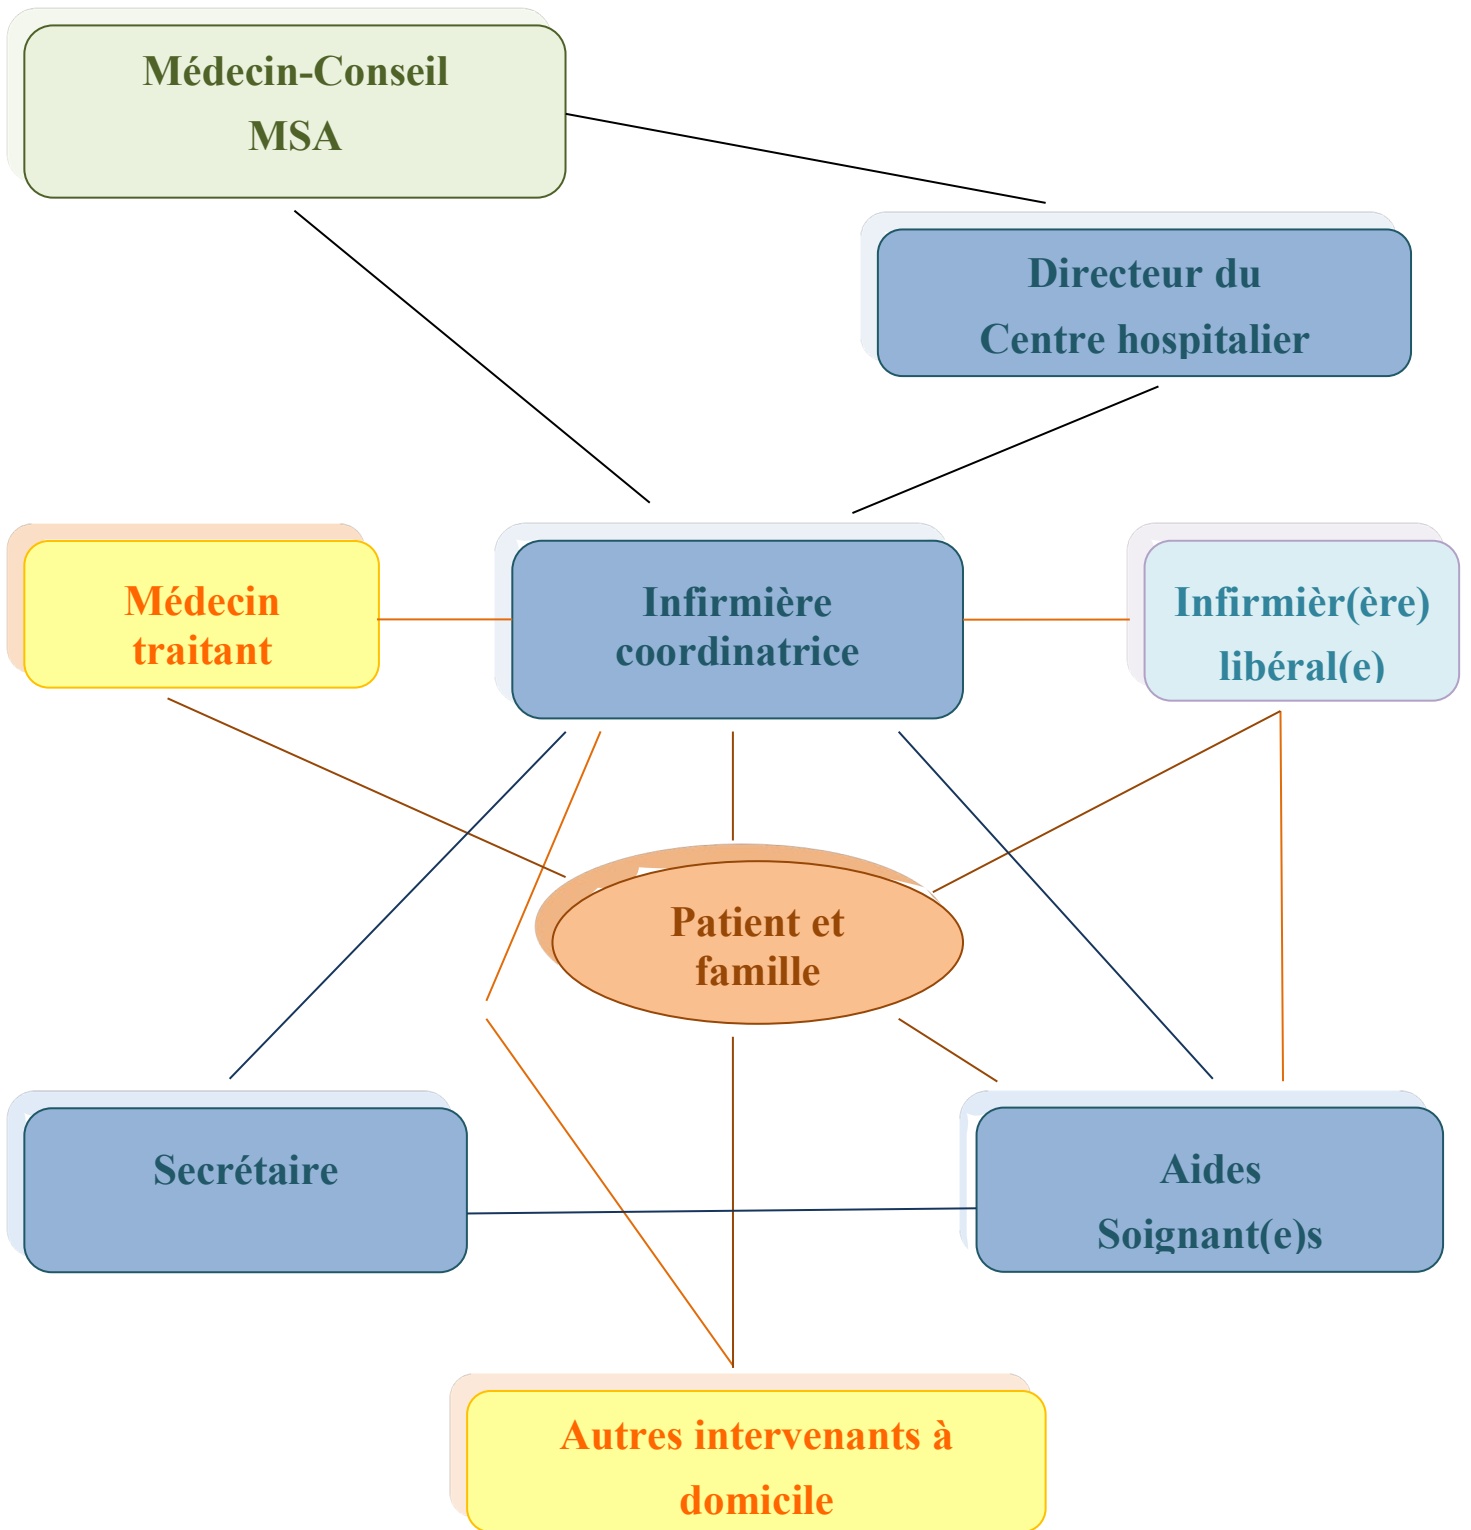 Médecin-Conseil
MSA
Directeur du
Centre hospitalier
Médecin
traitant
Infirmière
coordinatrice
Infirmièr(ère)
libéral(e)
Patient et
famille
Secrétaire
Aides
Soignant(e)s
Autres intervenants à
domicile